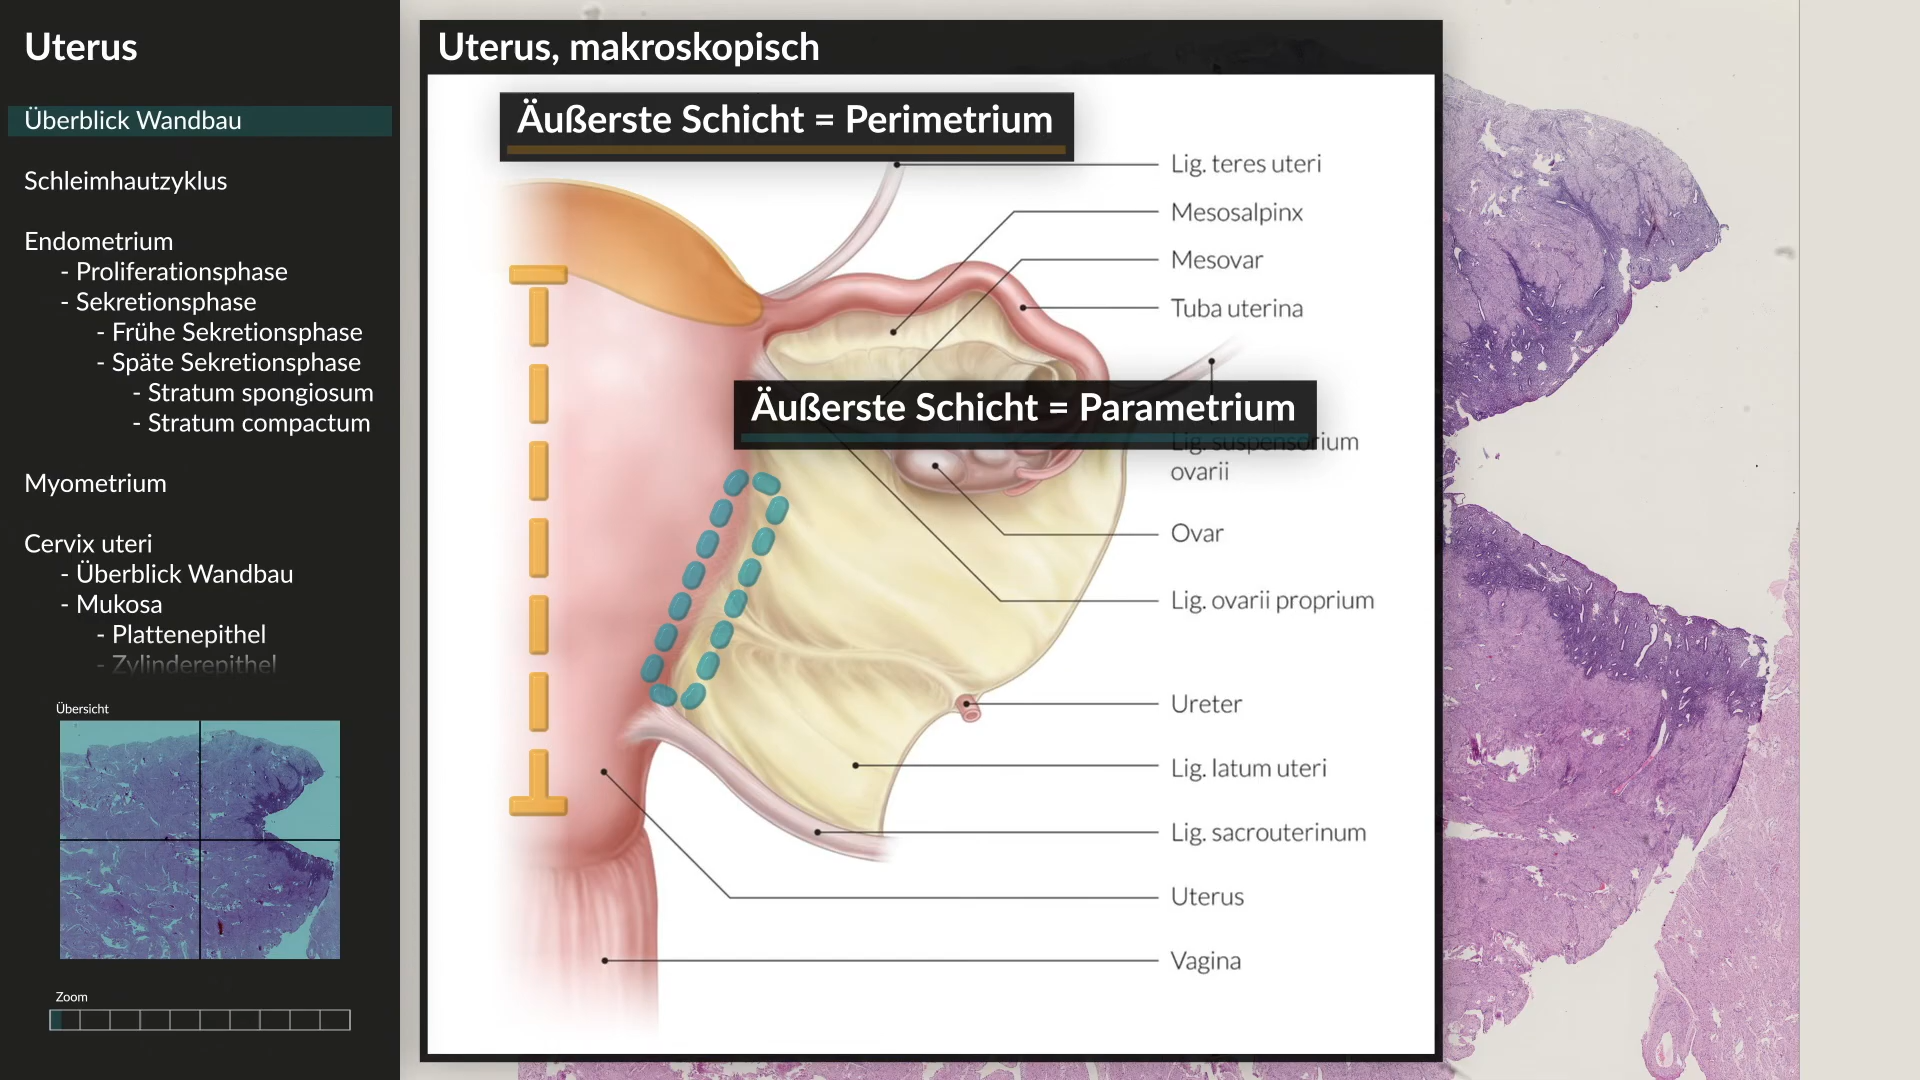 Uterus
Überblick Wandbau
Schleimhautzyklus
Endometrium
- Proliferationsphase
- Sekretionsphase
- Frühe Sekretionsphase
- Späte Sekretionsphase
- Stratum spongiosum
- Stratum compactum
Myometrium
Cervix uteri
- Überblick Wandbau
- Mukosa
- Plattenepithel
- Zylinderepithel
Übersicht
Zoom
Uterus, makroskopisch
Äußerste Schicht = Perimetrium
Lig. teres uteri
Mesosalpinx
Mesovar
Tuba uterina
Äußerste Schicht = Parametrium
Lig. suspensorium
ovarii
Ovar
Lig. ovarii proprium
Ureter
Lig. latum uteri
Lig. sacrouterinum
Uterus
Vagina